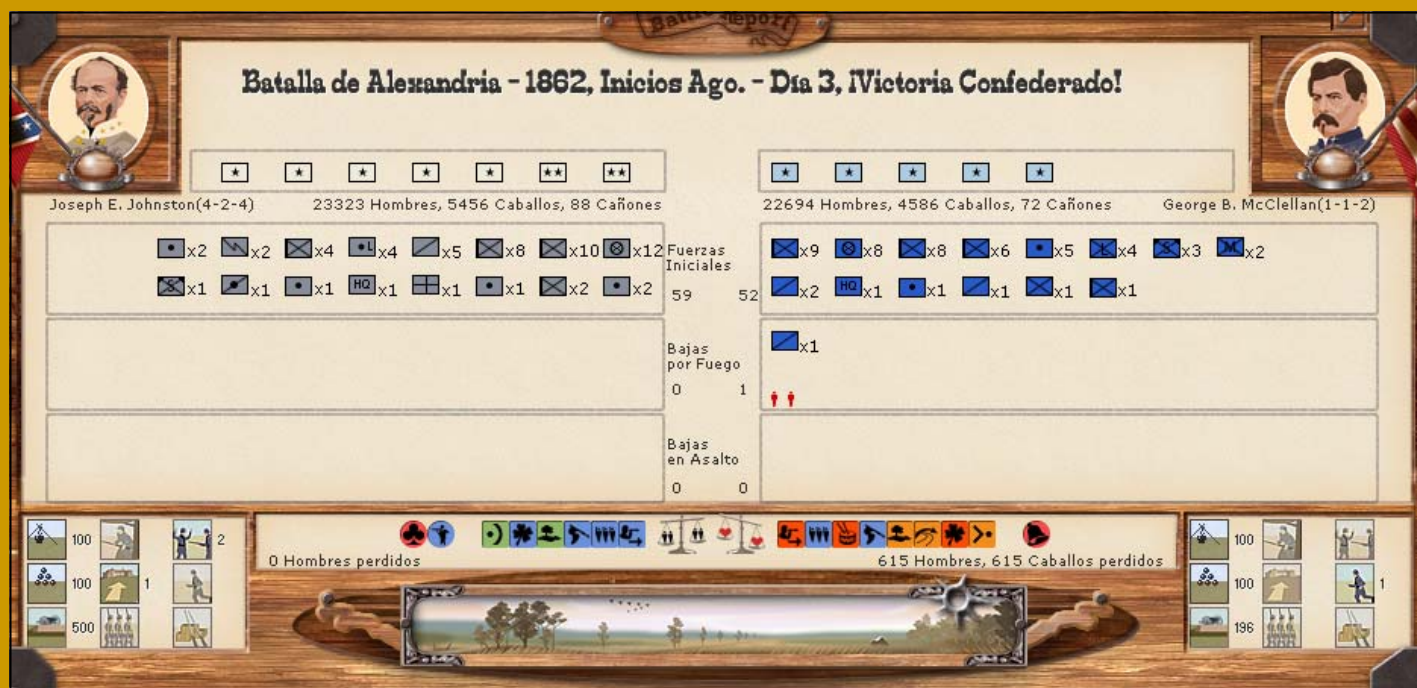 Battle Report
Batalla de Alexandria - 1862, Inicios Ago. - Día 3, ¡Victoria Confederado!
Joseph E. Johnston(4-2-4) 23323 Hombres, 5456 Caballos, 88 Cañones 22694 Hombres, 4586 Caballos, 72 Cañones George B. McClellan(1-1-2)
x2 x2 x4 L x4 x5 x8 x10 x12 Fuerzas x9 x8 x8 x6 x5 L x4 S x3 M x2
Iniciales
S x1 x1 x1 HQ x1 x1 x1 x2 x2 59 52 x2 HQ x1 x1 x1 x1 x1
Bajas x1
por Fuego
0 1
Bajas
en Asalto
0 0
100 2 100
0 Hombres perdidos 615 Hombres, 615 Caballos perdidos
100 1 100 1
500 196